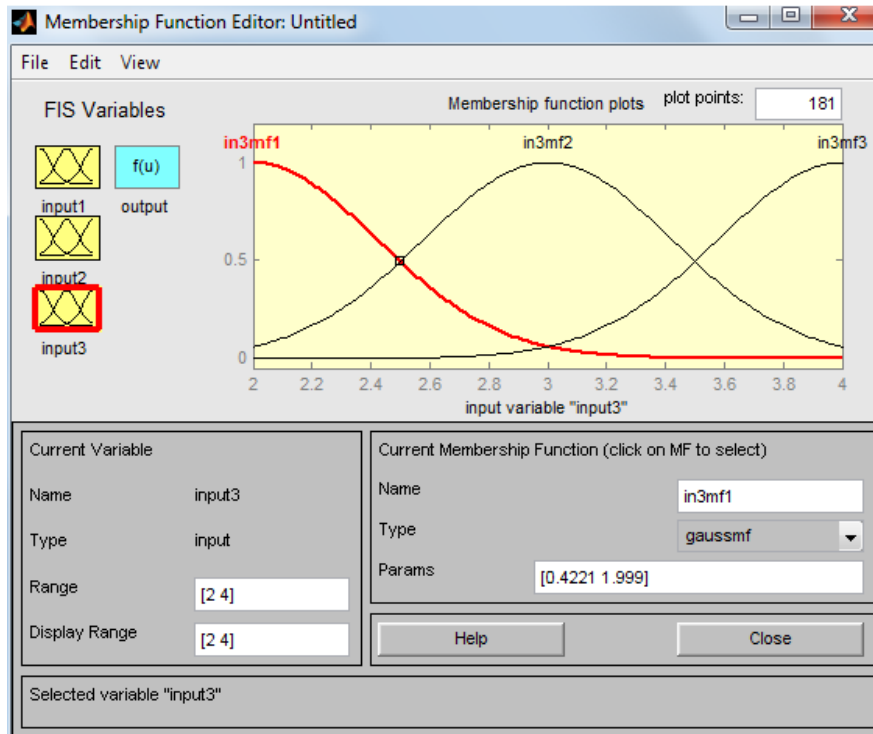 Membership Function Editor: Untitled
File Edit View
FIS Variables
Membership function plots plot points: 181
f(u)
input1 output
input2
input3
in3mf1 in3mf2 in3mf3
1
0.5
0
2 2.2 2.4 2.6 2.8 3 3.2 3.4 3.6 3.8 4
input variable "input3"
Current Variable
Name input3
Type input
Range [2 4]
Display Range [2 4]
Current Membership Function (click on MF to select)
Name in3mf1
Type gaussmf
Params [0.4221 1.999]
Help Close
Selected variable "input3"